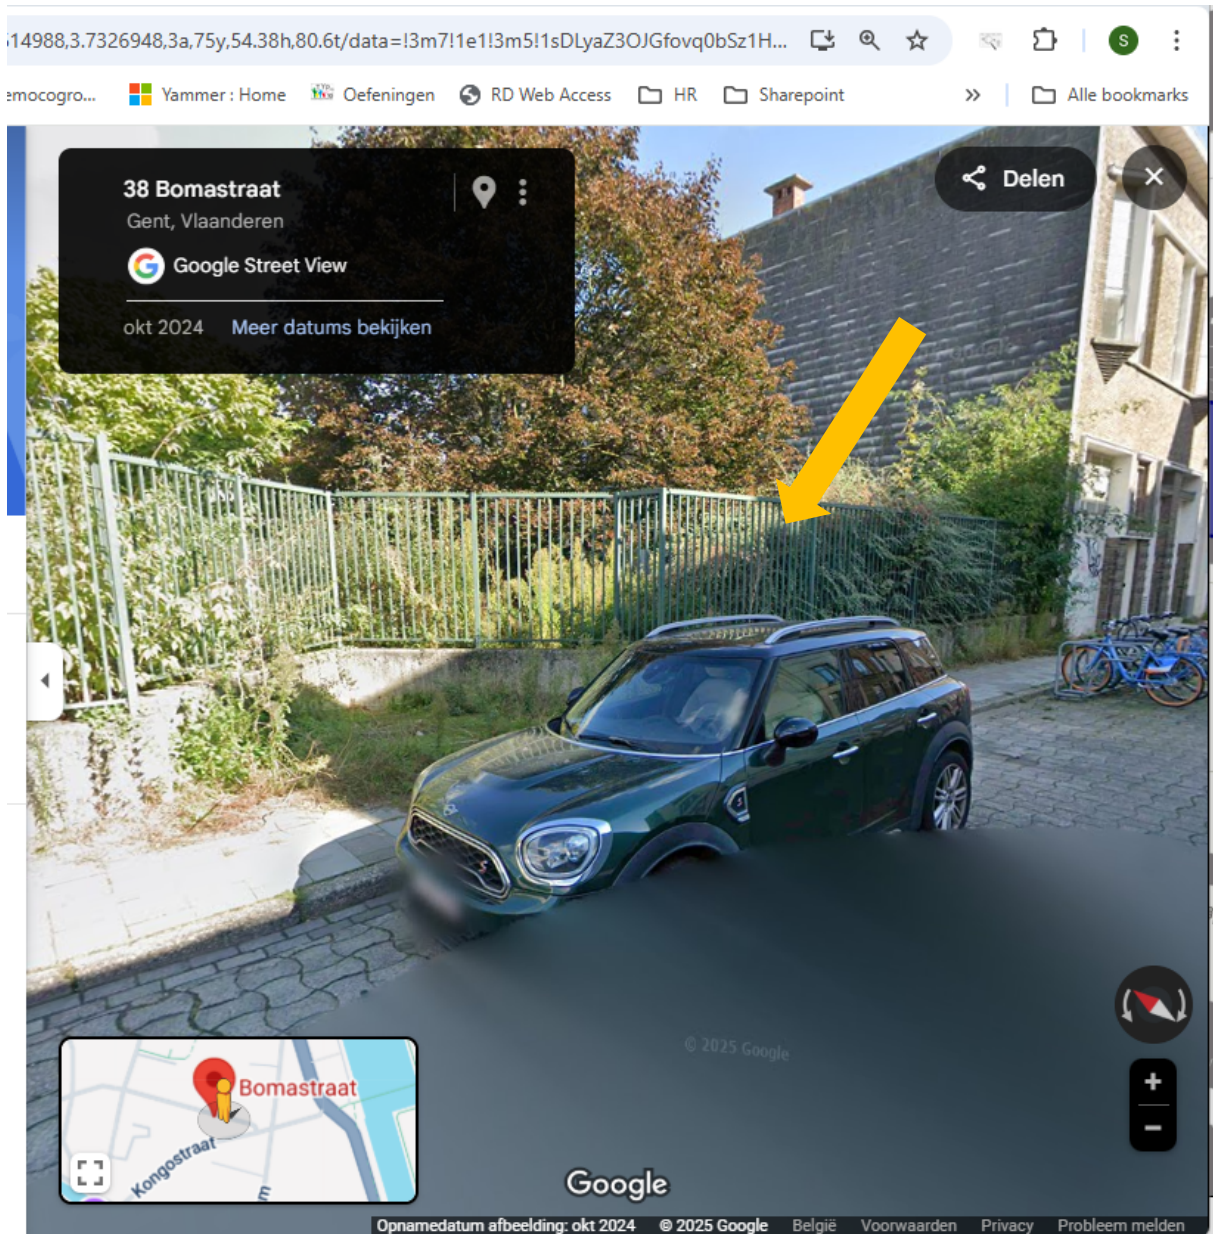 514988,3.7326948,3a,75y,54.38h,80.6t/data=!3m7!1e1!3m5!1sDLyaZ3OJGfovq0bSz1H...
S
emocogro...
Yammer : Home
Oefeningen
RD Web Access
HR
Sharepoint
»
Alle bookmarks
38 Bomastraat
Gent, Vlaanderen
Google Street View
okt 2024 Meer datums bekijken
Delen
© 2025 Google
Bomastraat
Kongostraat
m
Google
Opnamedatum afbeelding: okt 2024 © 2025 Google België Voorwaarden Privacy Probleem melden